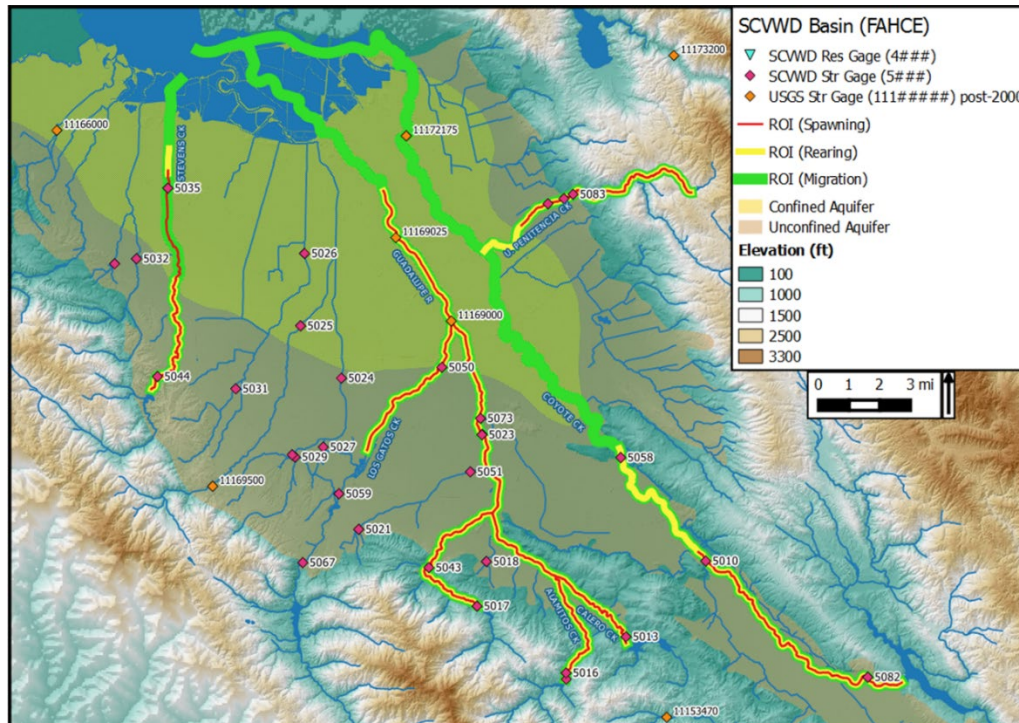 SCVWD Basin (FAHCE)
SCVWD Res Gage (4###)
SCVWD Str Gage (5###)
USGS Str Gage (111#####) post-2000
ROI (Spawning)
ROI (Rearing)
ROI (Migration)
Confined Aquifer
Unconfined Aquifer
Elevation (ft)
100
1000
1500
2500
3300
0 1 2 3 mi
11173200
11166000
11172175
STEVENS CK
5035
5083
U. PENITENCIA CK
11169025
5026
5032
GUADALUPE R
11169000
5025
5050
5044
5024
5031
COYOTE CK
5073
5023
LOS GATOS CK
5027
5029
5058
5051
11169500
5059
5021
5067
5018
5010
5043
5017
ALAMITOS CK
CALERO CK
5013
5016
5082
11153470